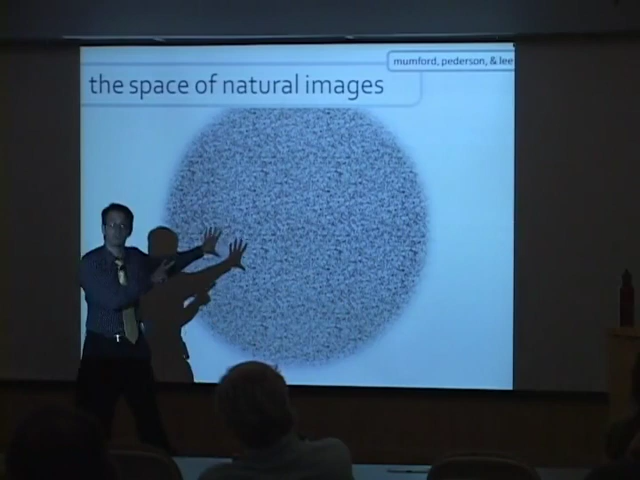 mumford, pederson, & lee
the space of natural images